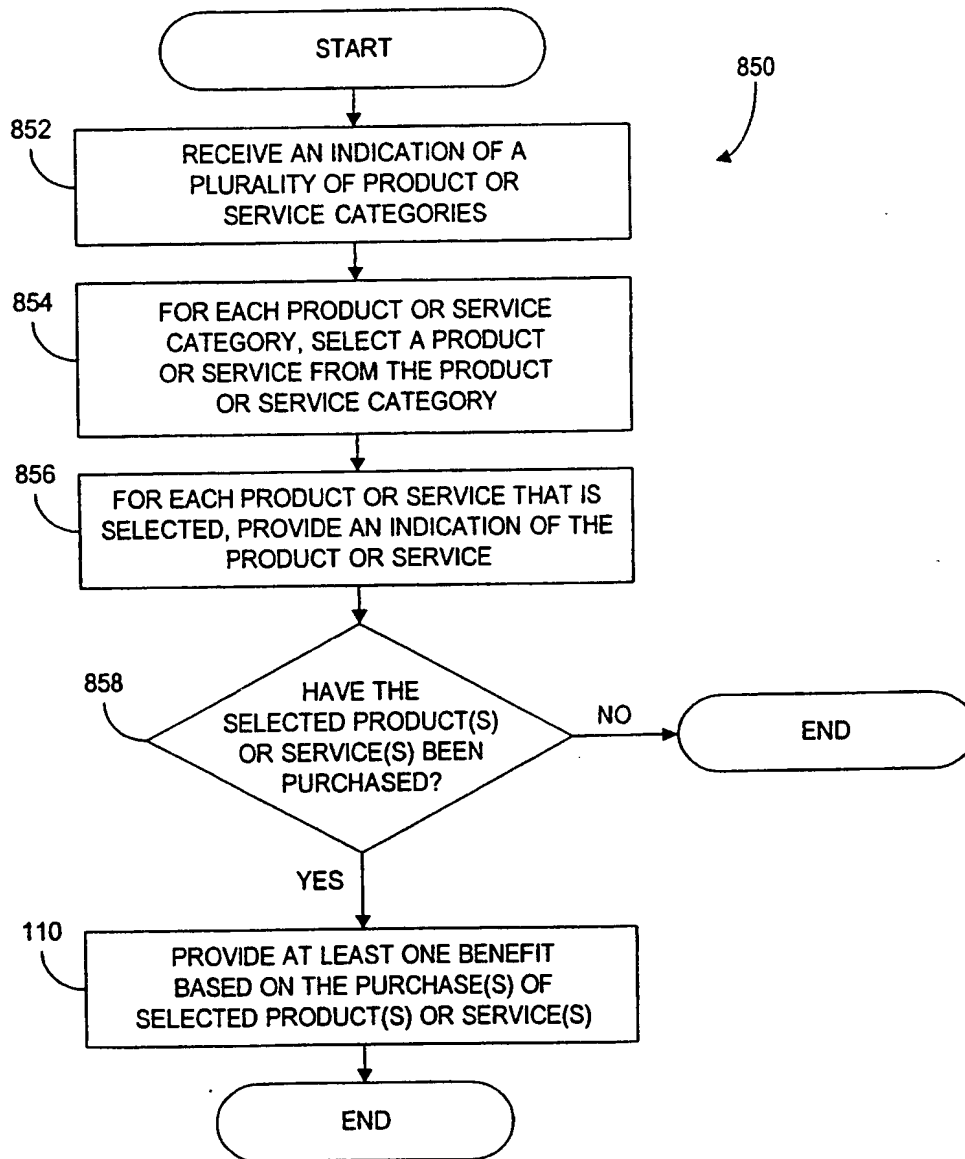 START
850
852
RECEIVE AN INDICATION OF A
PLURALITY OF PRODUCT OR
SERVICE CATEGORIES
854
FOR EACH PRODUCT OR SERVICE
CATEGORY, SELECT A PRODUCT
OR SERVICE FROM THE PRODUCT
OR SERVICE CATEGORY
856
FOR EACH PRODUCT OR SERVICE THAT IS
SELECTED, PROVIDE AN INDICATION OF THE
PRODUCT OR SERVICE
858
HAVE THE
SELECTED PRODUCT(S)
OR SERVICE(S) BEEN
PURCHASED?
NO
END
YES
110
PROVIDE AT LEAST ONE BENEFIT
BASED ON THE PURCHASE(S) OF
SELECTED PRODUCT(S) OR SERVICE(S)
END